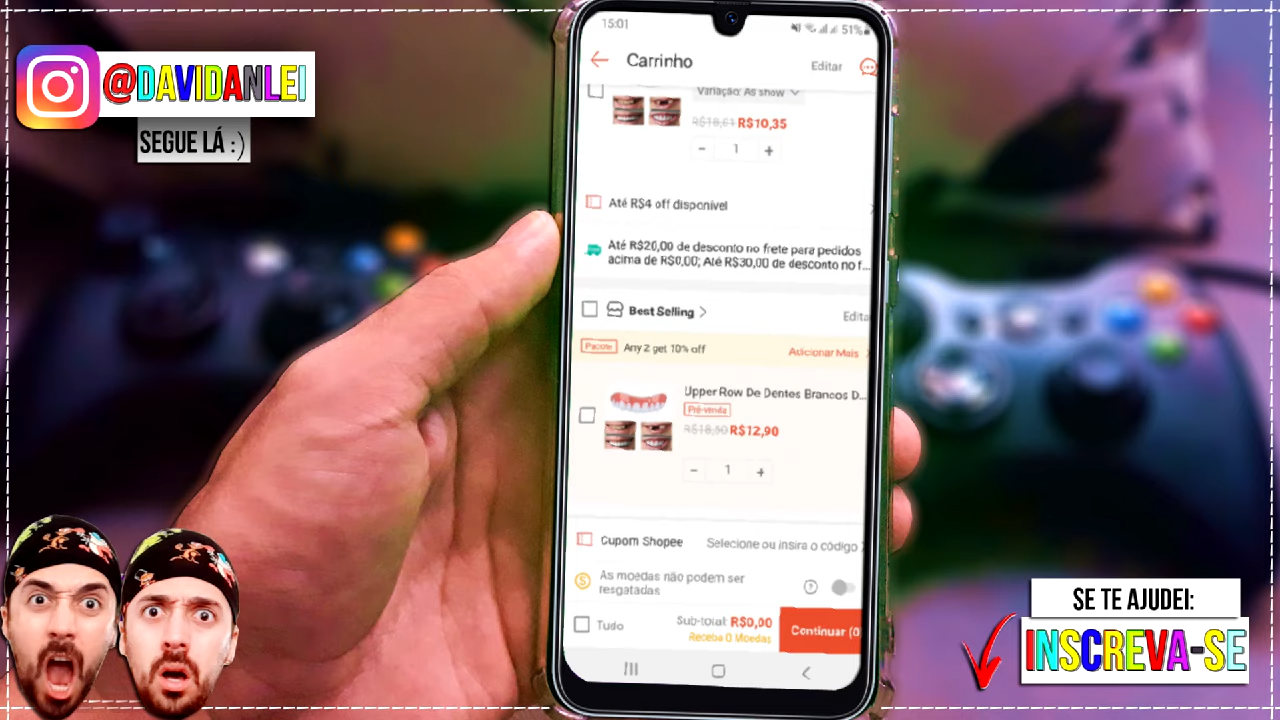 @DAVIDANLEI
SEGUE LÁ :)
15:01
51%
Carrinho
Editar
Variação: As show
R$18,61 R$10,35
- 1 +
Até R$4 off disponível
Até R$20,00 de desconto no frete para pedidos
acima de R$0,00; Até R$30,00 de desconto no f...
Best Selling >
Edita
Pacote Any 2 get 10% off
Adicionar Mais >
Upper Row De Dentes Brancos D...
Pré-venda
R$18,50 R$12,90
- 1 +
Cupom Shopee
Selecione ou insira o código
S As moedas não podem ser
resgatadas
?
Tudo
Sub-total: R$0,00
Receba 0 Moedas
Continuar (0
SE TE AJUDEI:
INSCREVA-SE